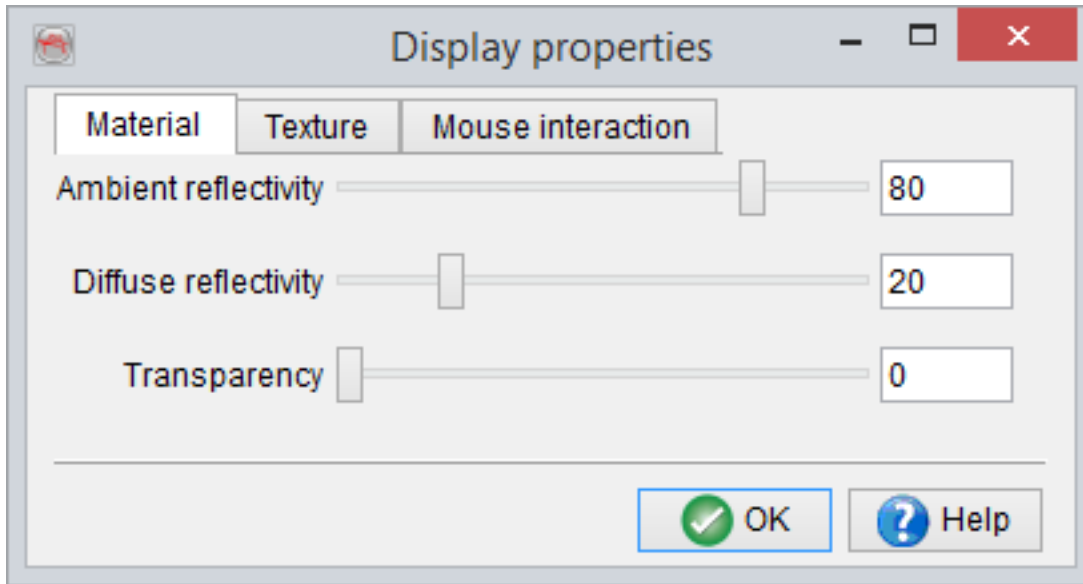 Display properties
Material Texture Mouse interaction
Ambient reflectivity 80
Diffuse reflectivity 20
Transparency 0
OK Help